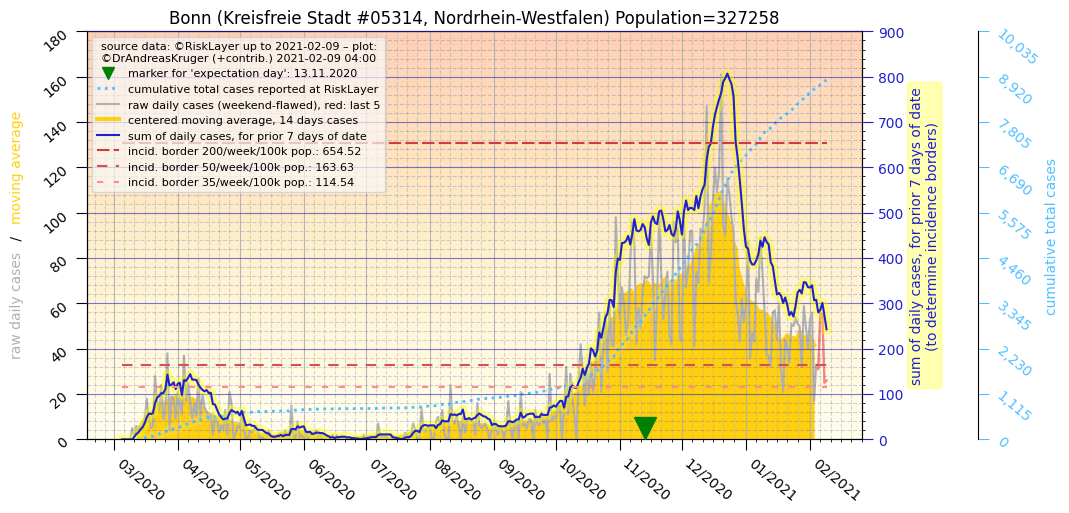 Bonn (Kreisfreie Stadt #05314, Nordrhein-Westfalen) Population=327258
source data: ©RiskLayer up to 2021-02-09 – plot:
©DrAndreasKruger (+contrib.) 2021-02-09 04:00
marker for 'expectation day': 13.11.2020
cumulative total cases reported at RiskLayer
raw daily cases (weekend-flawed), red: last 5
centered moving average, 14 days cases
sum of daily cases, for prior 7 days of date
incid. border 200/week/100k pop.: 654.52
incid. border 50/week/100k pop.: 163.63
incid. border 35/week/100k pop.: 114.54
raw daily cases / moving average
180
160
140
120
100
80
60
40
20
0
03/2020
04/2020
05/2020
06/2020
07/2020
08/2020
09/2020
10/2020
11/2020
12/2020
01/2021
02/2021
900
800
700
600
500
400
300
200
100
0
sum of daily cases, for prior 7 days of date
(to determine incidence borders)
10,035
8,920
7,805
6,690
5,575
4,460
3,345
2,230
1,115
0
cumulative total cases